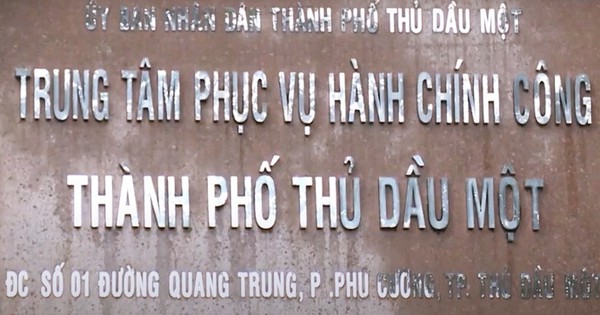 ỦY BAN NHÂN DÂN THÀNH PHỐ THỦ DẦU MỘT
TRUNG TÂM PHỤC VỤ HÀNH CHÍNH CÔNG
THÀNH PHỐ THỦ DẦU MỘT
ĐC SỐ 01 ĐƯỜNG QUANG TRUNG, P .PHÚ CƯỜNG, TP. THỦ DẦU MỘT